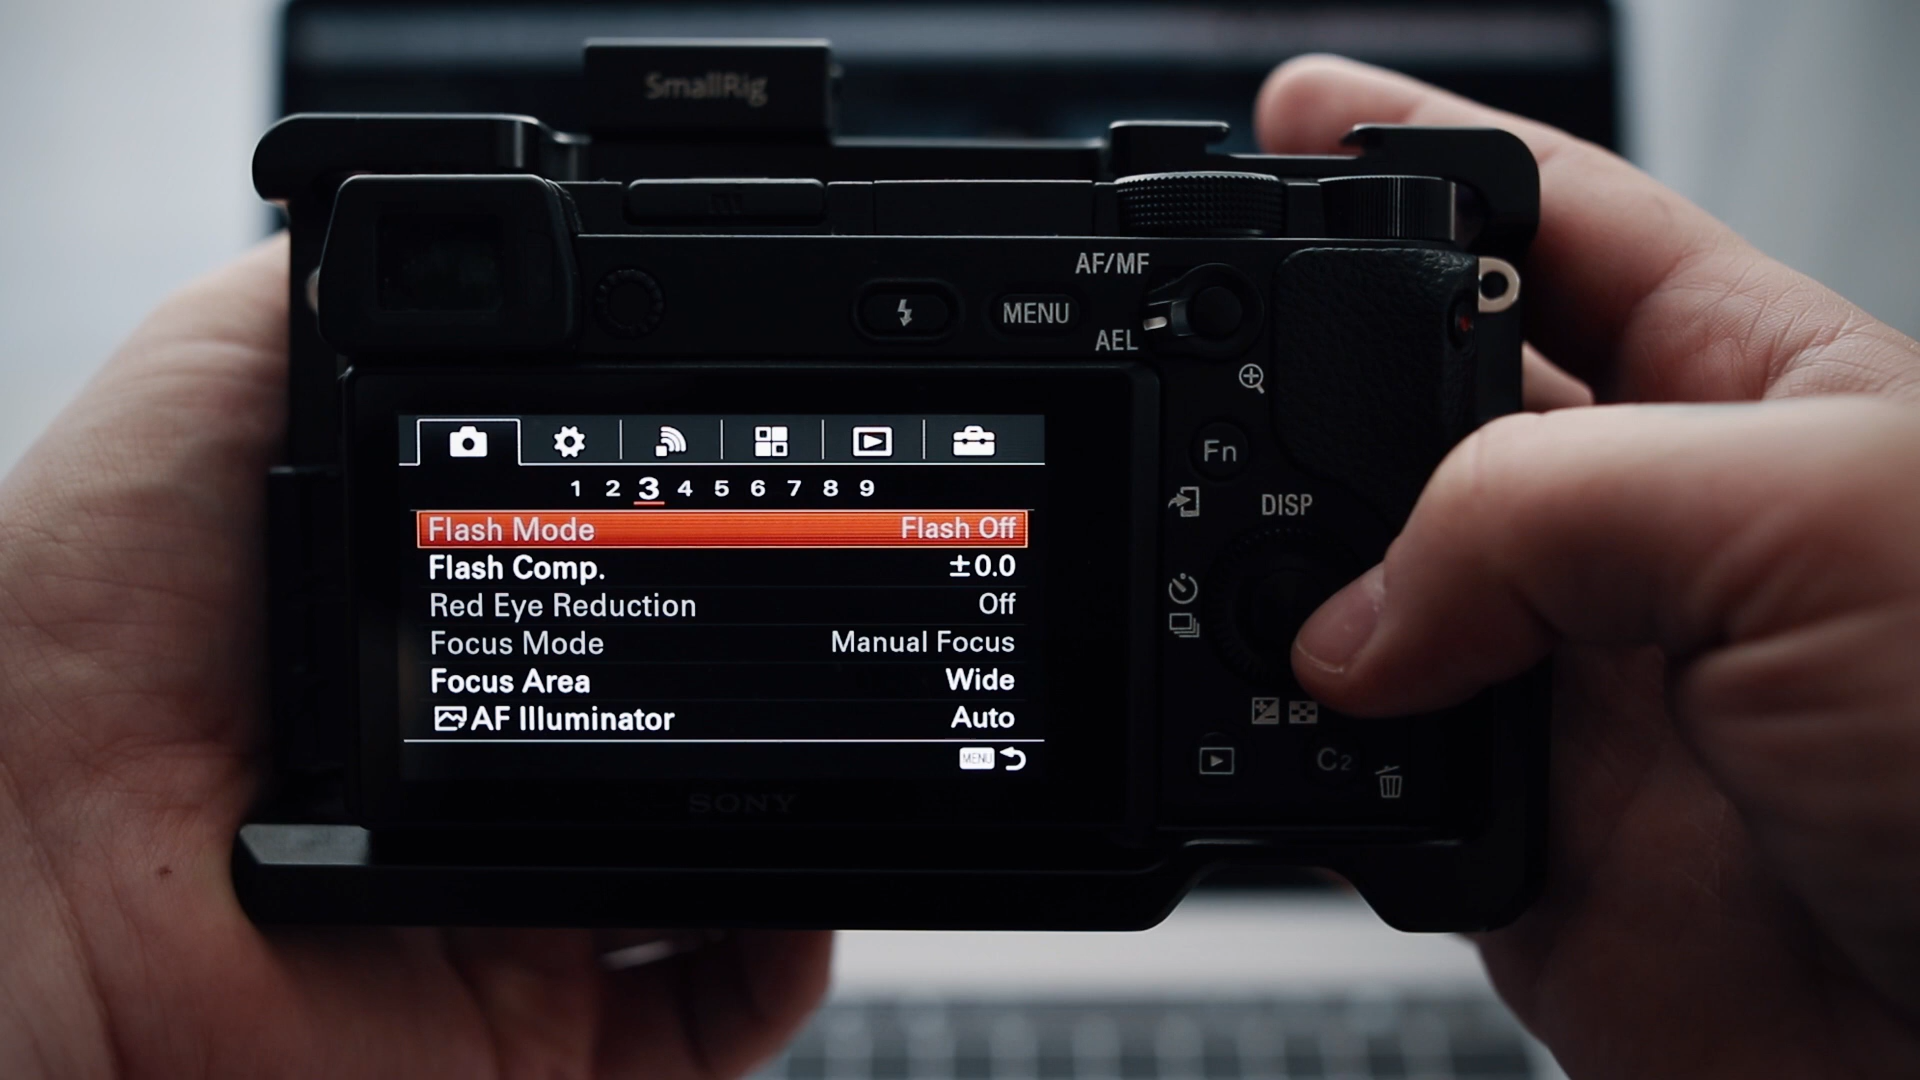 SmallRig
AF/MF
MENU
AEL
1 2 3 4 5 6 7 8 9
Fn
DISP
Flash Mode Flash Off
Flash Comp. ±0.0
Red Eye Reduction Off
Focus Mode Manual Focus
Focus Area Wide
AF Illuminator Auto
MENU
C2
SONY